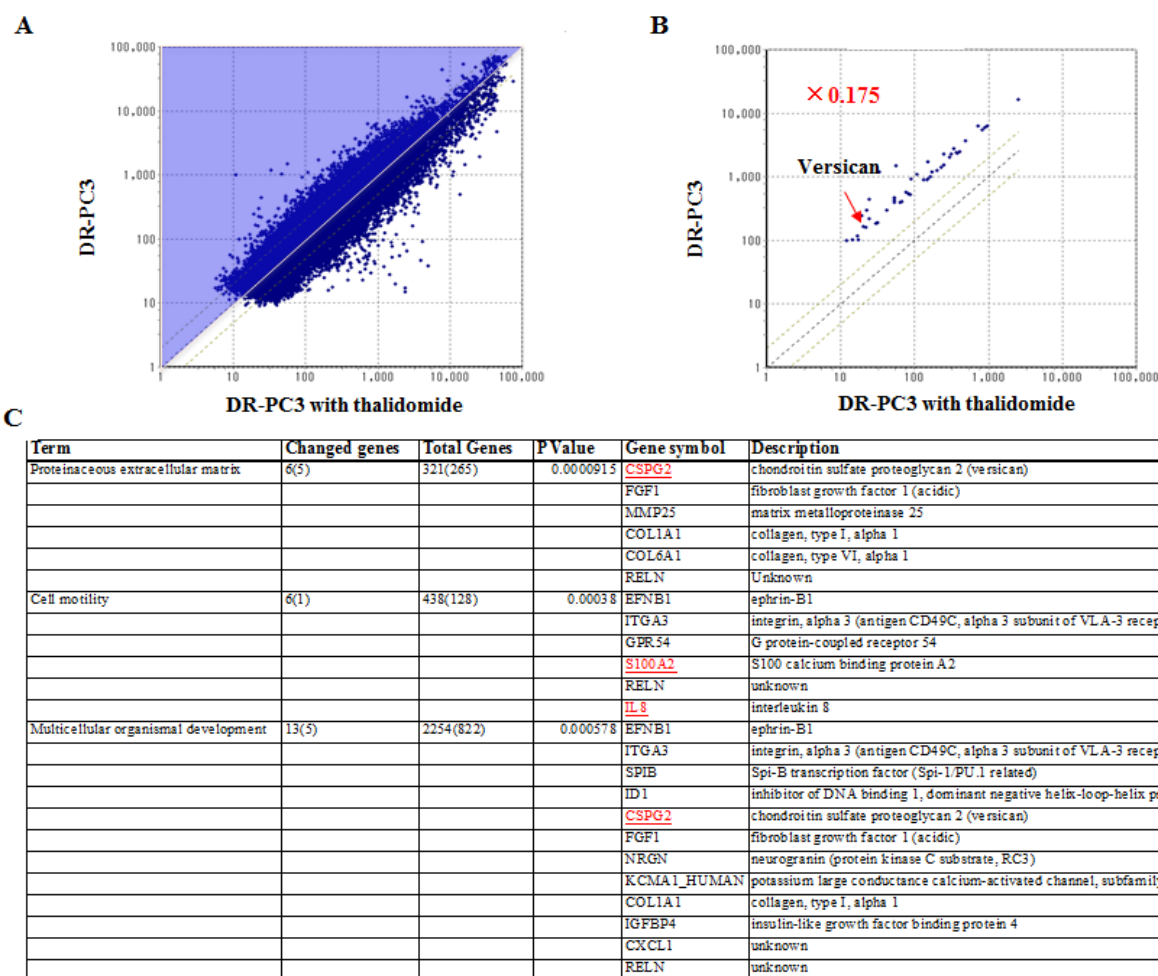 A
100.000
10.000
1.000
100
10
1
1
10
100
1.000
10.000
100.000
DR-PC3
DR-PC3 with thalidomide
B
100.000
10.000
1.000
100
10
1
1
10
100
1.000
10.000
100.000
×0.175
Versican
DR-PC3
DR-PC3 with thalidomide
C
Term Changed genes Total Genes P Value Gene symbol Description
Proteinaceous extracellular matrix 6(5) 321(265) 0.0000915 CSPG2 chondroitin sulfate proteoglycan 2 (versican)
FGF1 fibroblast growth factor 1 (acidic)
MMP25 matrix metalloproteinase 25
COL1A1 collagen, type I, alpha 1
COL6A1 collagen, type VI, alpha 1
RELN Unknown
Cell motility 6(1) 438(128) 0.00038 EFNB1 ephrin-B1
ITGA3 integrin, alpha 3 (antigen CD49C, alpha 3 subunit of VLA-3 recep
GPR54 G protein-coupled receptor 54
S100A2 S100 calcium binding protein A2
RELN unknown
IL8 interleukin 8
Multicellular organismal development 13(5) 2254(822) 0.000578 EFNB1 ephrin-B1
ITGA3 integrin, alpha 3 (antigen CD49C, alpha 3 subunit of VLA-3 recep
SPIB Spi-B transcription factor (Spi-1/PU.1 related)
ID1 inhibitor of DNA binding 1, dominant negative helix-loop-helix p
CSPG2 chondroitin sulfate proteoglycan 2 (versican)
FGF1 fibroblast growth factor 1 (acidic)
NRGN neurogranin (protein kinase C substrate, RC3)
KCMA1_HUMAN potassium large conductance calcium-activated channel, subfamily
COL1A1 collagen, type I, alpha 1
IGFBP4 insulin-like growth factor binding protein 4
CXCL1 unknown
RELN unknown